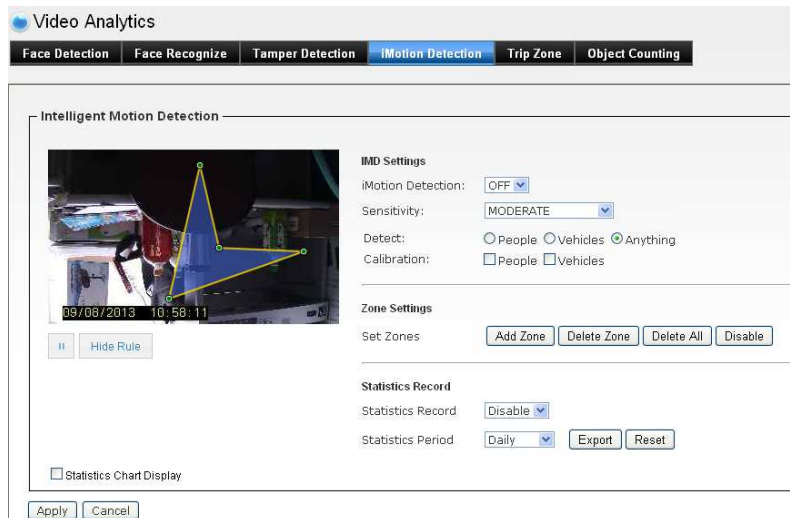 Video Analytics
Face Detection Face Recognize Tamper Detection iMotion Detection Trip Zone Object Counting
Intelligent Motion Detection
IMD Settings
iMotion Detection: OFF
Sensitivity: MODERATE
Detect: People Vehicles Anything
Calibration: People Vehicles
09/08/2013 10:58:11
Hide Rule
Zone Settings
Set Zones Add Zone Delete Zone Delete All Disable
Statistics Record
Statistics Record Disable
Statistics Period Daily Export Reset
Statistics Chart Display
Apply Cancel